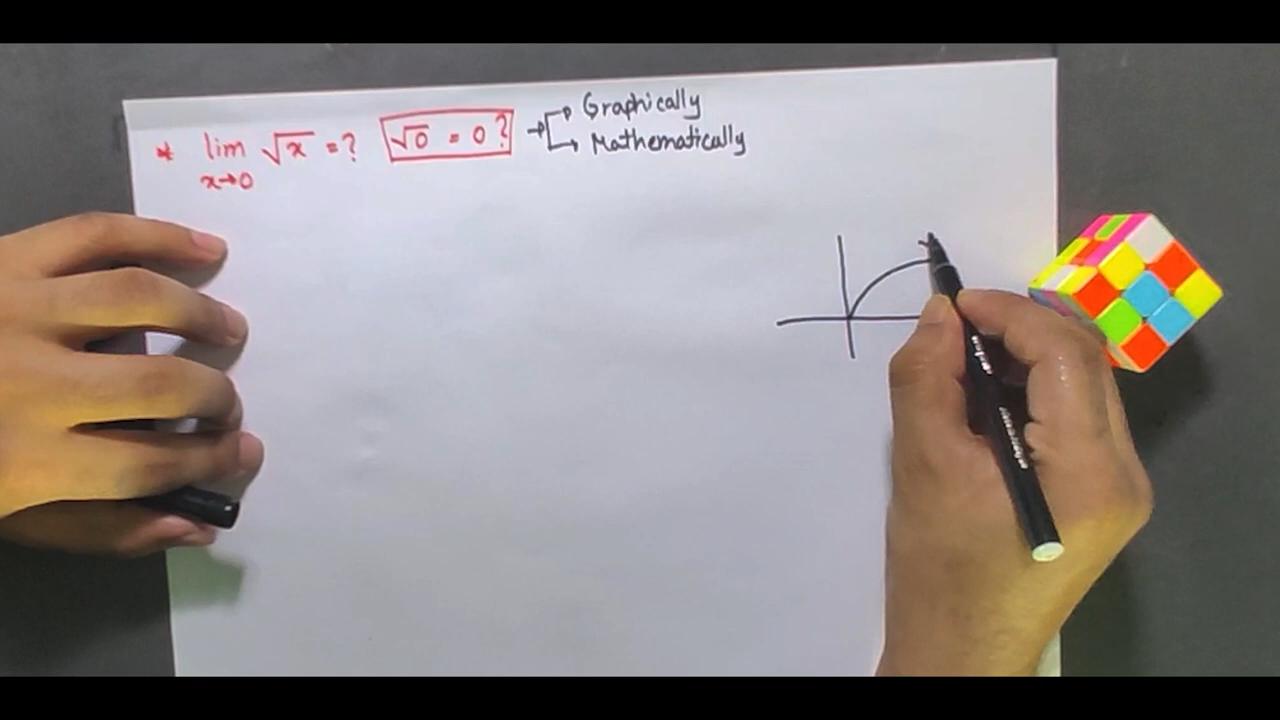 * lim √x = ? √0 = 0 ? → Graphically
x→0 → Mathematically